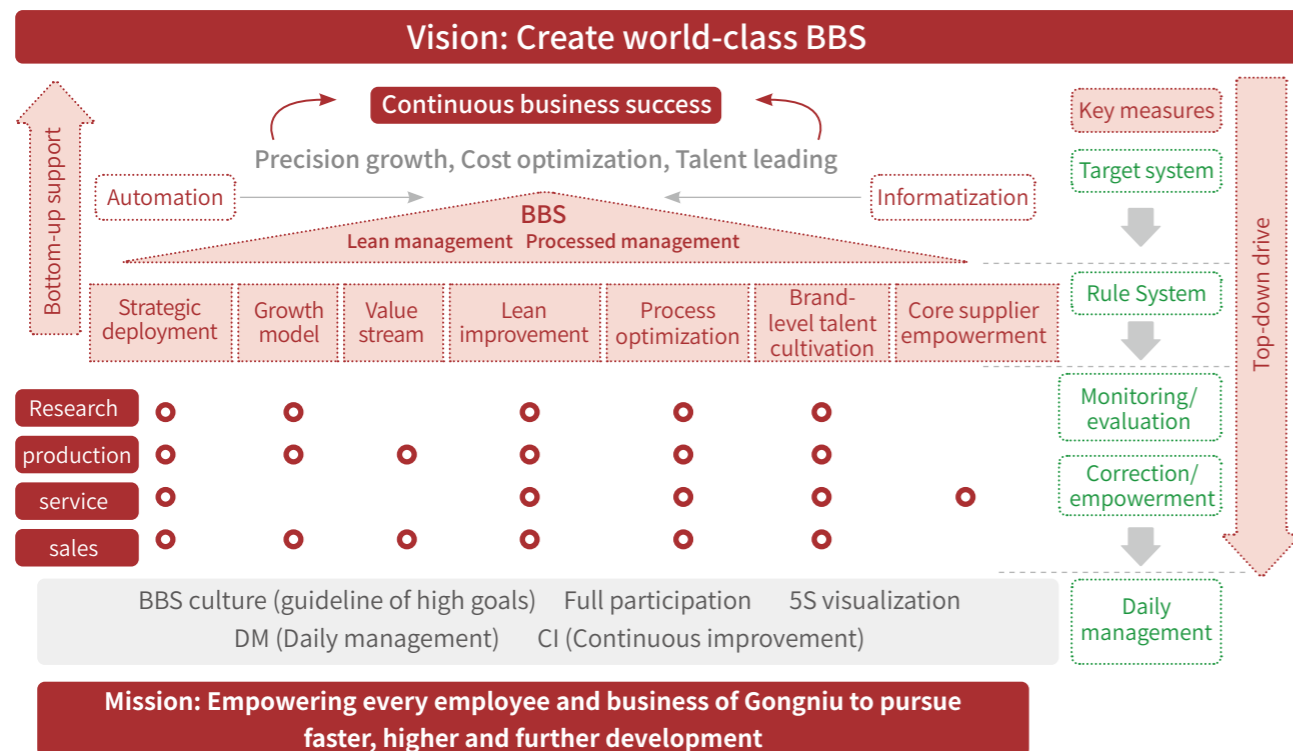 Vision: Create world-class BBS
Bottom-up support
Continuous business success
Precision growth, Cost optimization, Talent leading
Automation
Informatization
BBS
Lean management Processed management
Strategic
deployment
Growth
model
Value
stream
Lean
improvement
Process
optimization
Brand-
level talent
cultivation
Core supplier
empowerment
Research
production
service
sales
Key measures
Target system
Rule System
Monitoring/
evaluation
Correction/
empowerment
Daily
management
Top-down drive
BBS culture (guideline of high goals) Full participation 5S visualization
DM (Daily management) CI (Continuous improvement)
Mission: Empowering every employee and business of Gongniu to pursue
faster, higher and further development